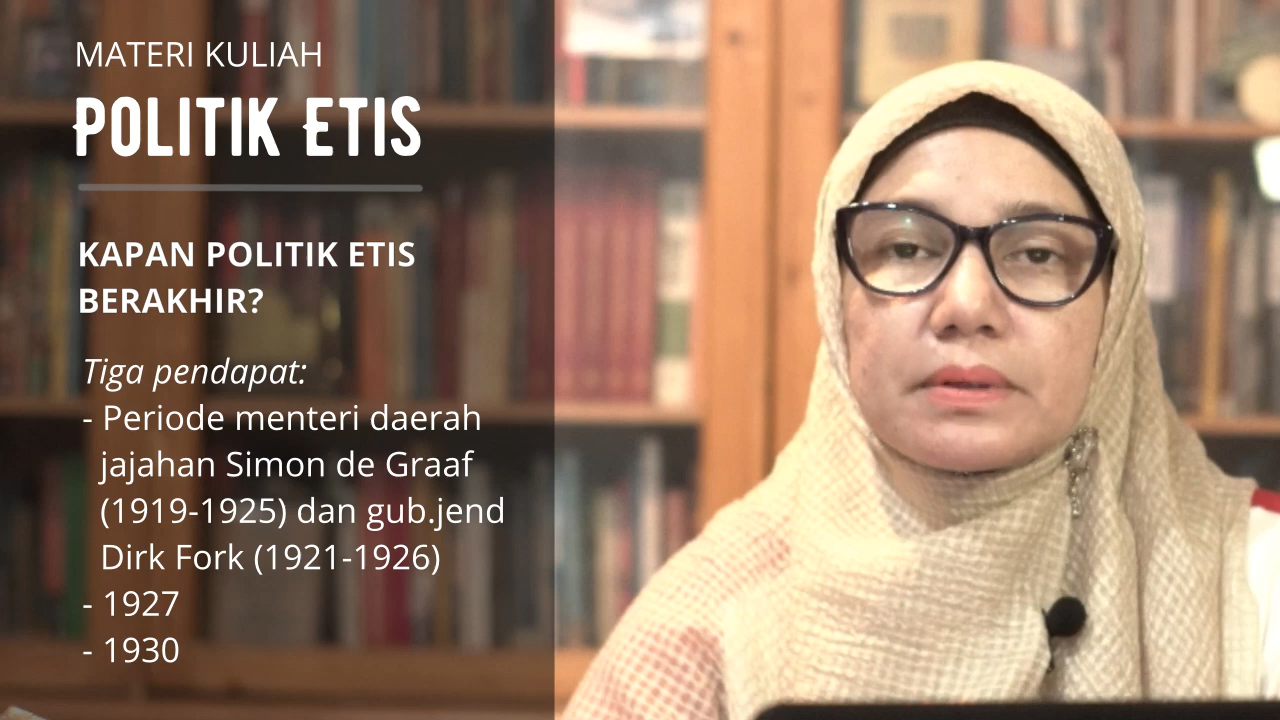 MATERI KULIAH
POLITIK ETIS
KAPAN POLITIK ETIS
BERAKHIR?
Tiga pendapat:
- Periode menteri daerah
jajahan Simon de Graaf
(1919-1925) dan gub.jend
Dirk Fork (1921-1926)
- 1927
- 1930